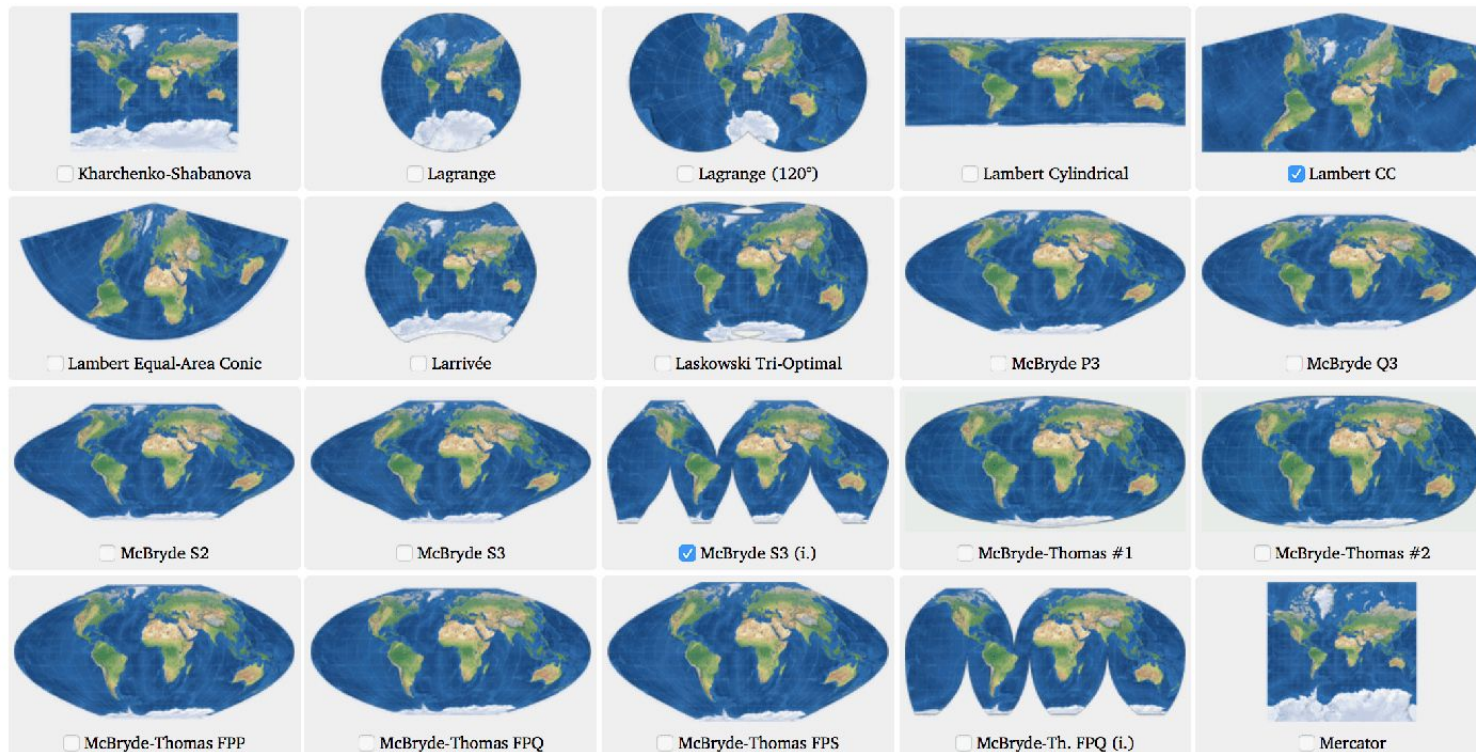 Kharchenko-Shabanova
Lagrange
Lagrange (120°)
Lambert Cylindrical
Lambert CC
Lambert Equal-Area Conic
Larrivée
Laskowski Tri-Optimal
McBryde P3
McBryde Q3
McBryde S2
McBryde S3
McBryde S3 (i.)
McBryde-Thomas #1
McBryde-Thomas #2
McBryde-Thomas FPP
McBryde-Thomas FPQ
McBryde-Thomas FPS
McBryde-Th. FPQ (i.)
Mercator